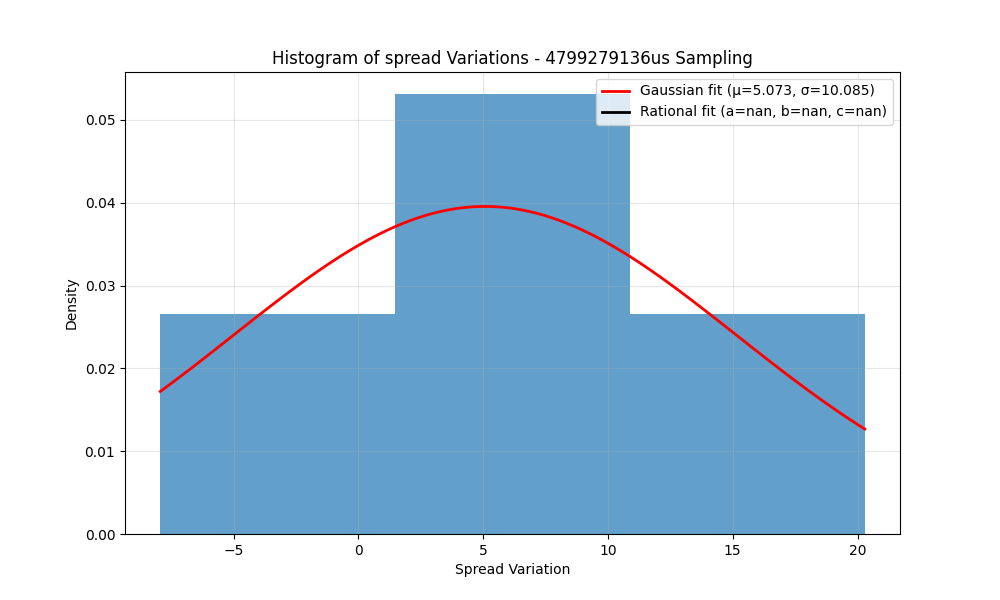 Histogram of spread Variations - 4799279136us Sampling
Gaussian fit (μ=5.073, σ=10.085)
Rational fit (a=nan, b=nan, c=nan)
Density
0.05
0.04
0.03
0.02
0.01
0.00
−5
0
5
10
15
20
Spread Variation